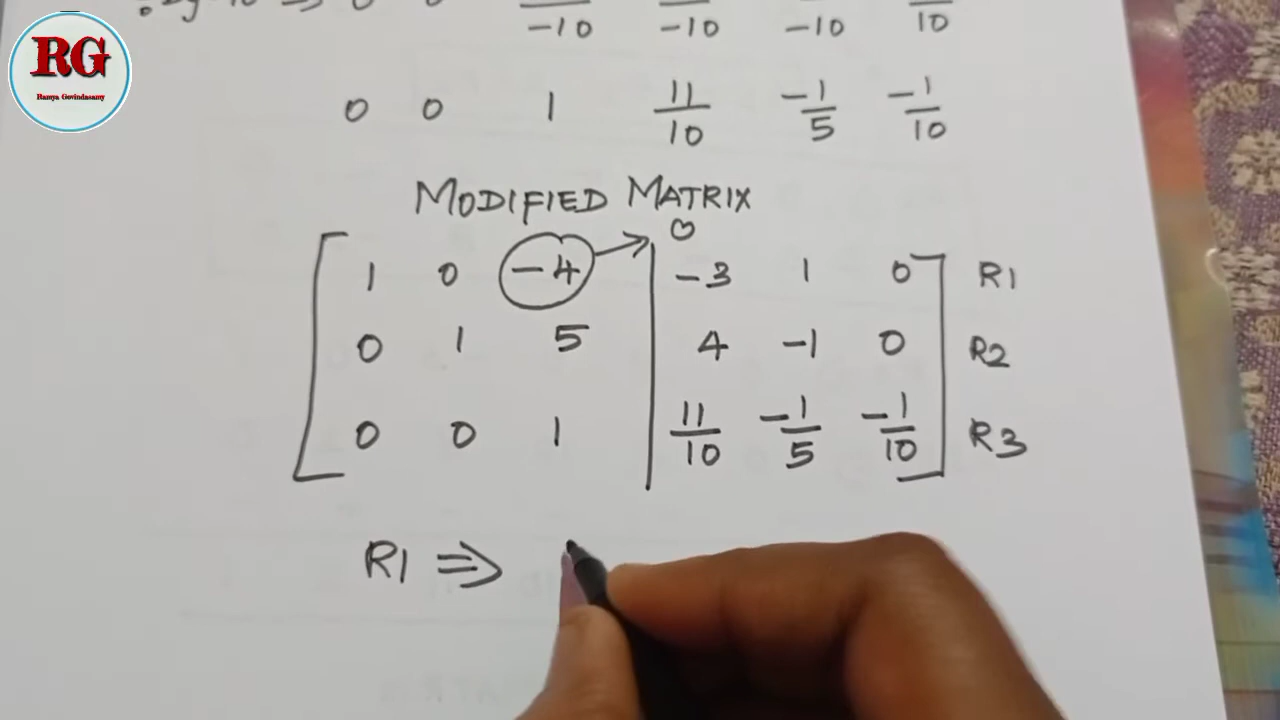 RG
Ramya Govindasamy
-10 -10 -10 10
0 0 1 11/10 -1/5 -1/10
MODIFIED MATRIX
0
1 0 -4 -3 1 0 R1
0 1 5 4 -1 0 R2
0 0 1 11/10 -1/5 -1/10 R3
R1 ⇒